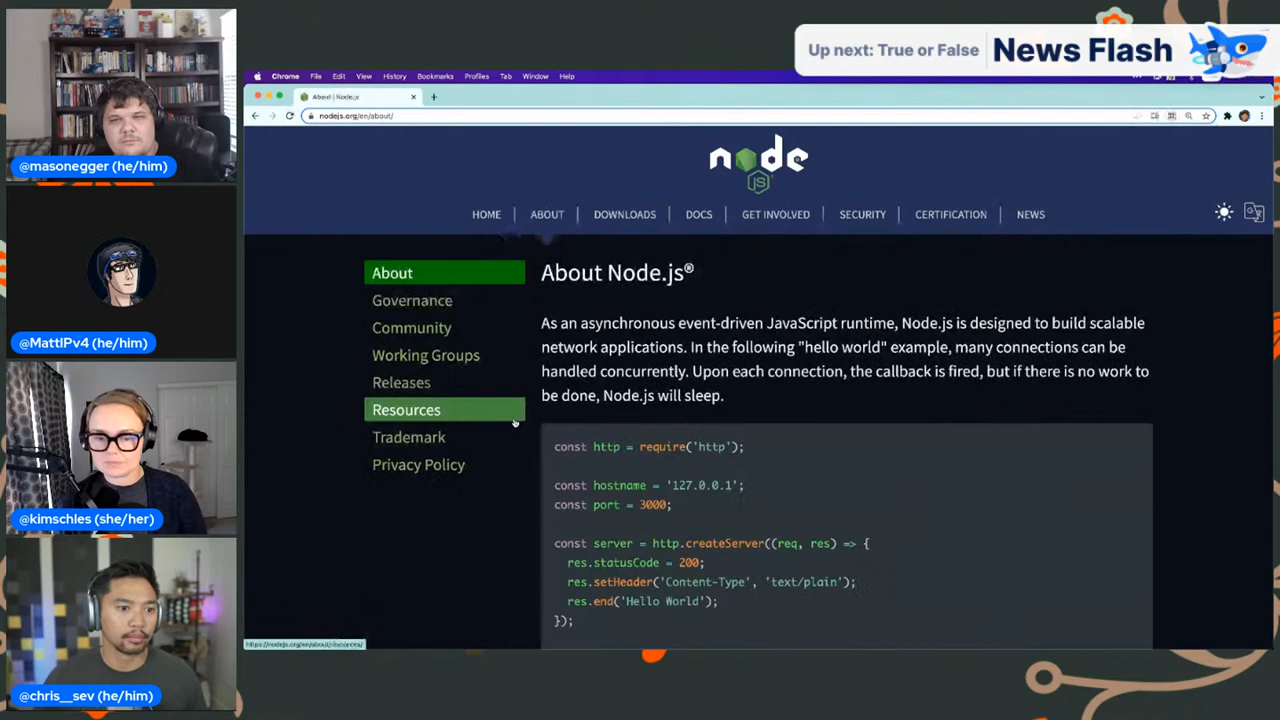 Up next: True or False
News Flash
@masonegger (he/him)
@MattIPv4 (he/him)
@kimschles (she/her)
@chris__sev (he/him)
Chrome File Edit View History Bookmarks Profiles Tab Window Help
About | Node.js
nodejs.org/en/about/
node
JS
HOME | ABOUT | DOWNLOADS | DOCS | GET INVOLVED | SECURITY | CERTIFICATION | NEWS
About
Governance
Community
Working Groups
Releases
Resources
Trademark
Privacy Policy
About Node.js®
As an asynchronous event-driven JavaScript runtime, Node.js is designed to build scalable
network applications. In the following "hello world" example, many connections can be
handled concurrently. Upon each connection, the callback is fired, but if there is no work to
be done, Node.js will sleep.
const http = require('http');
const hostname = '127.0.0.1';
const port = 3000;
const server = http.createServer((req, res) => {
res.statusCode = 200;
res.setHeader('Content-Type', 'text/plain');
res.end('Hello World');
});
https://nodejs.org/en/about/resources/